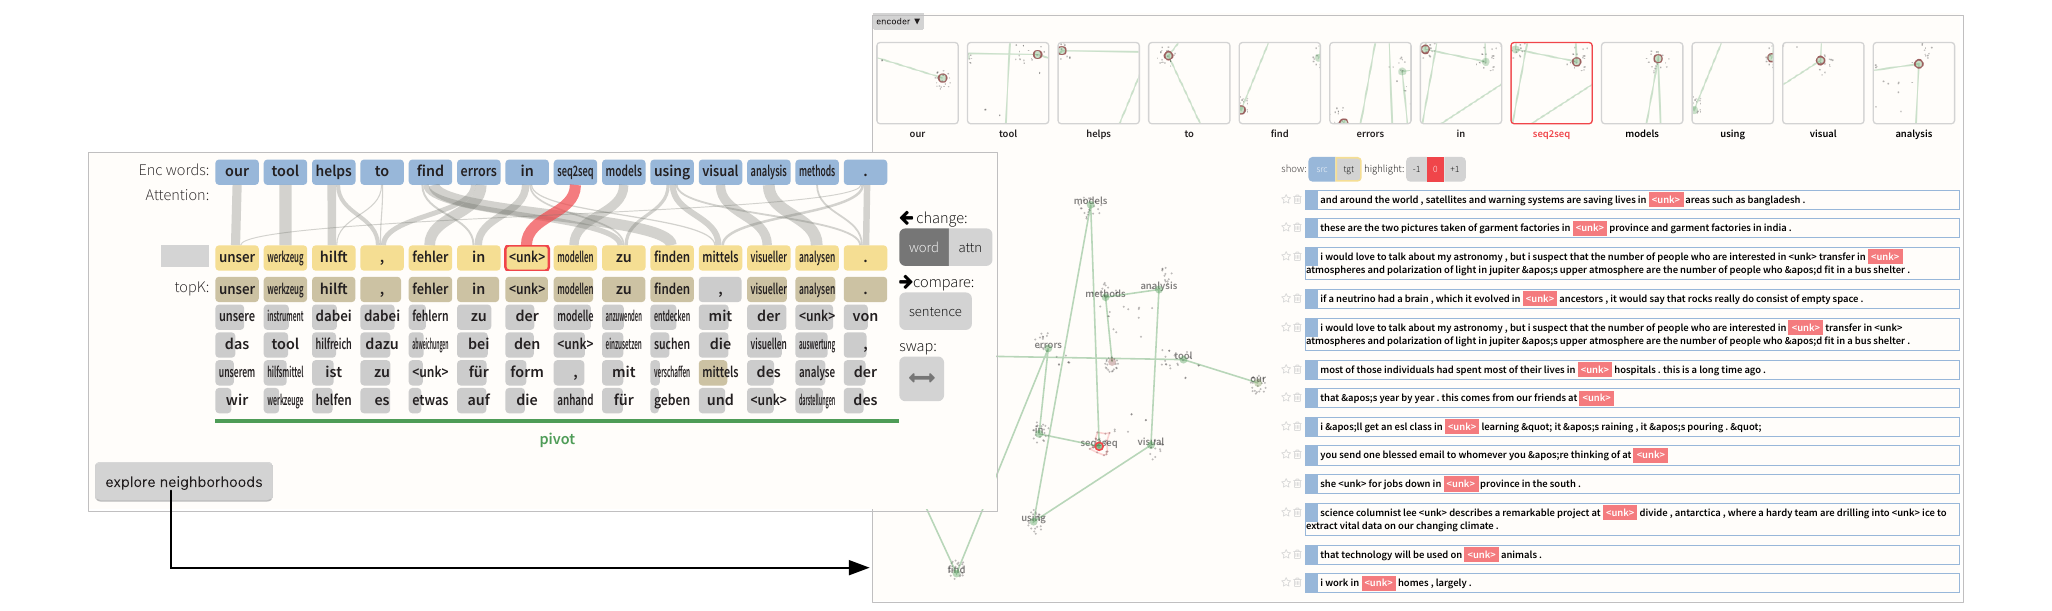 encoder ▼
our tool helps to find errors in seq2seq models using visual analysis
Enc words: our tool helps to find errors in seq2seq models using visual analysis methods .
Attention:
unser werkzeug hilft , fehler in <unk> modellen zu finden mittels visueller analysen .
topK: unser werkzeug hilft , fehler in <unk> modellen zu finden , visueller analysen .
unsere instrument dabei dabei fehlern zu der modelle anzuwenden entdecken mit der <unk> von
das tool hilfreich dazu abweichungen bei den <unk> einzusetzen suchen die visuellen auswertung ,
unserem hilfsmittel ist zu <unk> für form , mit verschaffen mittels des analyse der
wir werkzeuge helfen es etwas auf die anhand für geben und <unk> darstellungen des
pivot
explore neighborhoods
change:
word attn
compare:
sentence
swap:
models
analysis
methods
errors
tool
our
in
seq2seq
visual
using
find
show: src tgt highlight: -1 0 +1
and around the world , satellites and warning systems are saving lives in <unk> areas such as bangladesh .
these are the two pictures taken of garment factories in <unk> province and garment factories in india .
i would love to talk about my astronomy , but i suspect that the number of people who are interested in <unk> transfer in <unk>
atmospheres and polarization of light in jupiter &apos;s upper atmosphere are the number of people who &apos;d fit in a bus shelter .
if a neutrino had a brain , which it evolved in <unk> ancestors , it would say that rocks really do consist of empty space .
i would love to talk about my astronomy , but i suspect that the number of people who are interested in <unk> transfer in <unk>
atmospheres and polarization of light in jupiter &apos;s upper atmosphere are the number of people who &apos;d fit in a bus shelter .
most of those individuals had spent most of their lives in <unk> hospitals . this is a long time ago .
that &apos;s year by year . this comes from our friends at <unk>
i &apos;ll get an esl class in <unk> learning &quot; it &apos;s raining , it &apos;s pouring . &quot;
you send one blessed email to whomever you &apos;re thinking of at <unk>
she <unk> for jobs down in <unk> province in the south .
science columnist lee <unk> describes a remarkable project at <unk> divide , antarctica , where a hardy team are drilling into <unk> ice to
extract vital data on our changing climate .
that technology will be used on <unk> animals .
i work in <unk> homes , largely .